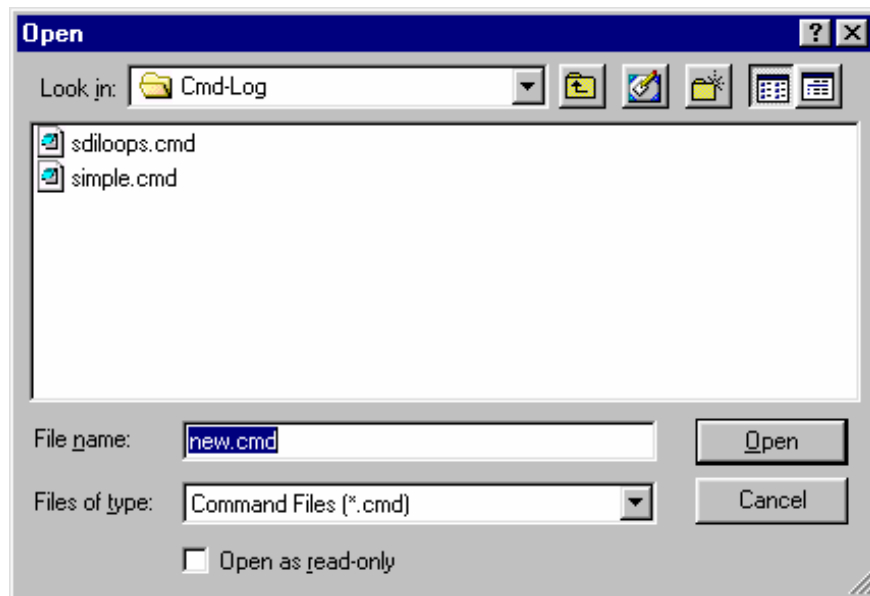 Open
Look in: Cmd-Log
sdiloops.cmd
simple.cmd
File name: new.cmd Open
Files of type: Command Files (*.cmd) Cancel
Open as read-only